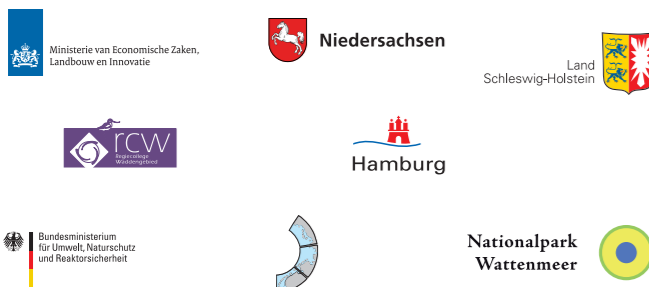 Ministerie van Economische Zaken,
Landbouw en Innovatie
Niedersachsen
Land
Schleswig-Holstein
rcw
Regiecollege
Waddengebied
Hamburg
Bundesministerium
für Umwelt, Naturschutz
und Reaktorsicherheit
Nationalpark
Wattenmeer